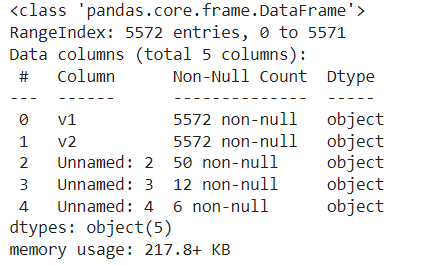 <class 'pandas.core.frame.DataFrame'>
RangeIndex: 5572 entries, 0 to 5571
Data columns (total 5 columns):
 #   Column      Non-Null Count  Dtype
---  ------      --------------  -----
 0   v1          5572 non-null   object
 1   v2          5572 non-null   object
 2   Unnamed: 2  50 non-null     object
 3   Unnamed: 3  12 non-null     object
 4   Unnamed: 4  6 non-null      object
dtypes: object(5)
memory usage: 217.8+ KB